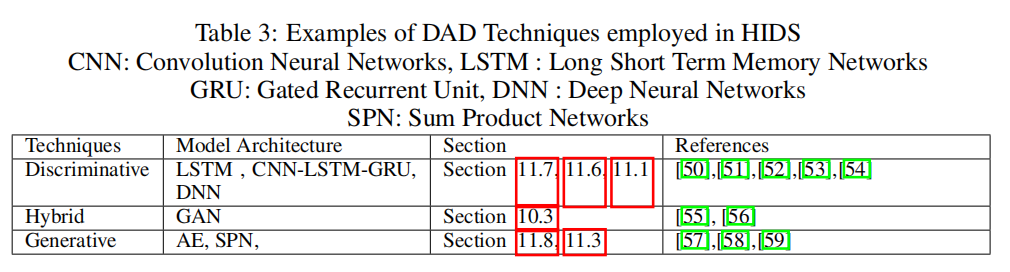 Table 3: Examples of DAD Techniques employed in HIDS
CNN: Convolution Neural Networks, LSTM : Long Short Term Memory Networks
GRU: Gated Recurrent Unit, DNN : Deep Neural Networks
SPN: Sum Product Networks
Techniques Model Architecture Section References
Discriminative LSTM , CNN-LSTM-GRU, Section 11.7, 11.6, 11.1 [50],[51],[52],[53],[54]
DNN
Hybrid GAN Section 10.3 [55], [56]
Generative AE, SPN, Section 11.8, 11.3 [57],[58],[59]